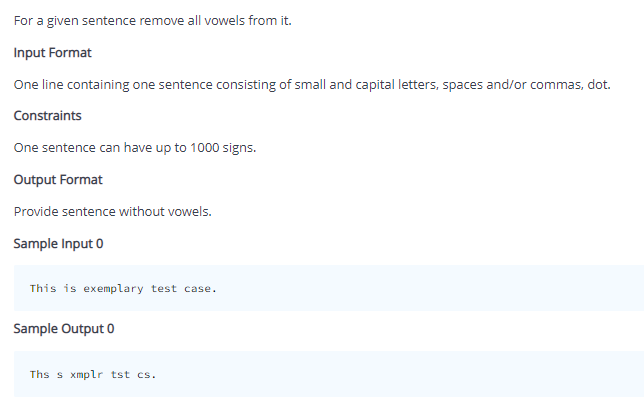 For a given sentence remove all vowels from it.
Input Format
One line containing one sentence consisting of small and capital letters, spaces and/or commas, dot.
Constraints
One sentence can have up to 1000 signs.
Output Format
Provide sentence without vowels.
Sample Input 0
This is exemplary test case.
Sample Output 0
Ths s xmplr tst cs.